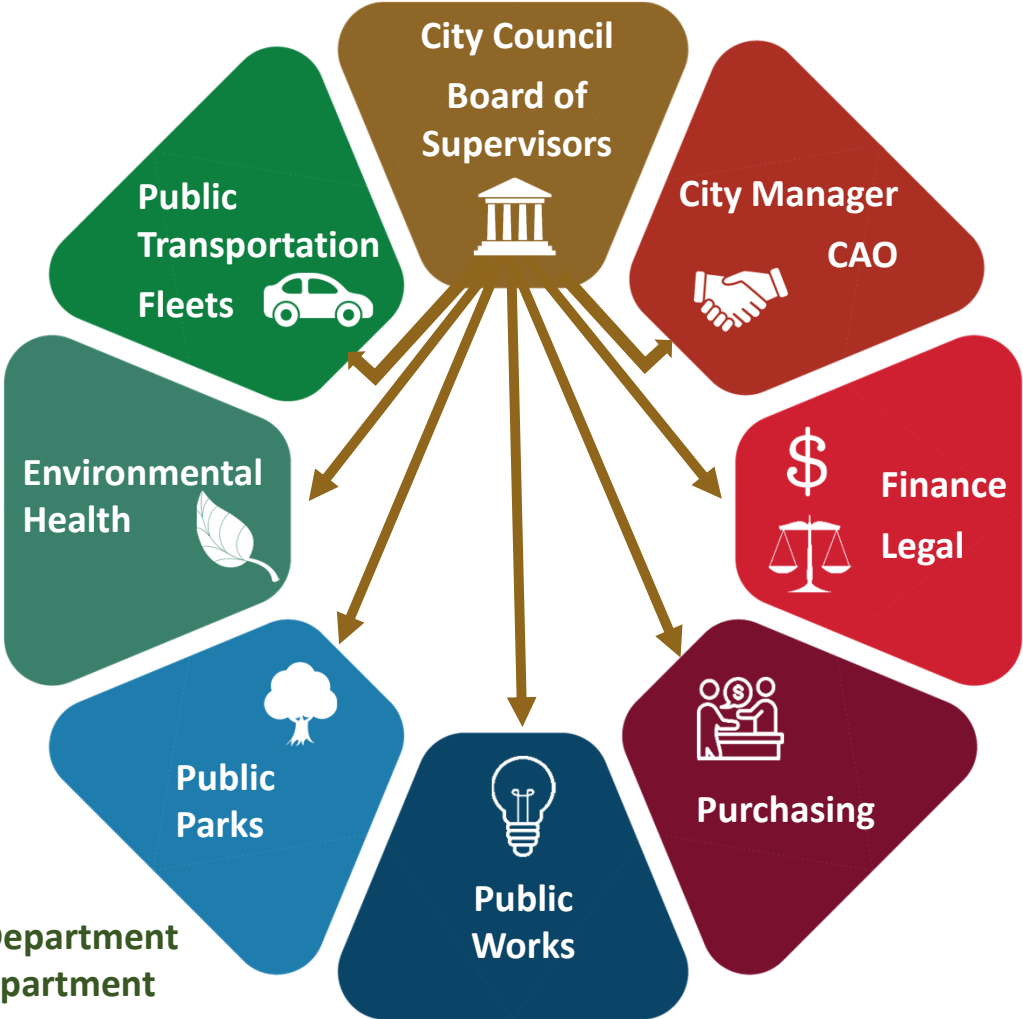 City Council
Board of
Supervisors
City Manager
CAO
Public
Transportation
Fleets
$
Finance
Legal
Environmental
Health
$
Purchasing
Public
Parks
Public
Works